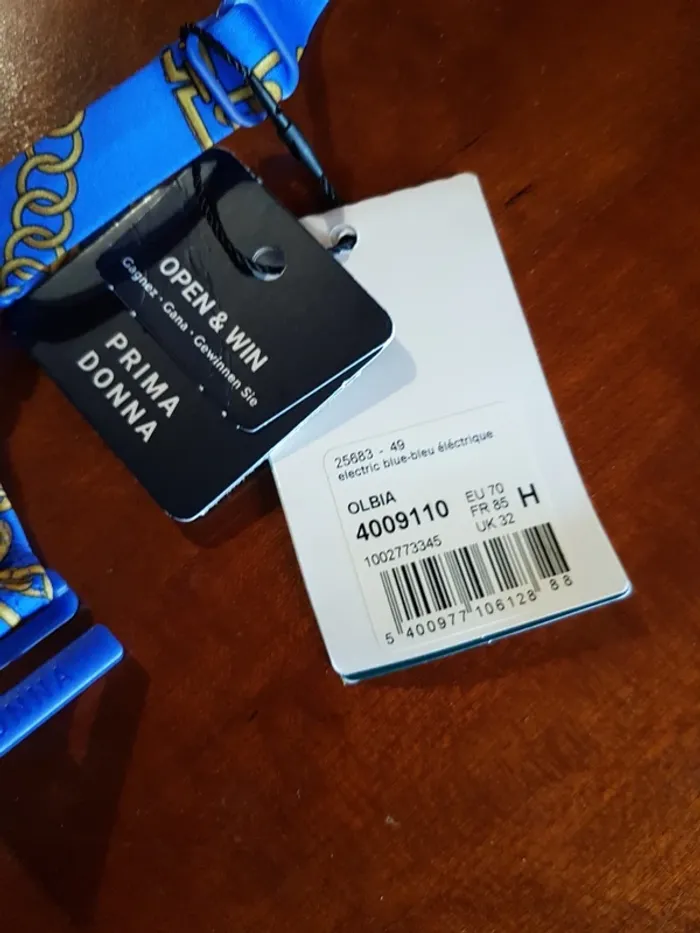 OPEN & WIN
Gagnez · Gana · Gewinnen Sie
PRIMA
DONNA
25683 - 49
electric blue-bleu éléctrique
OLBIA
4009110
EU 70
FR 85
UK 32
H
1002773345
5 400977 106128 88